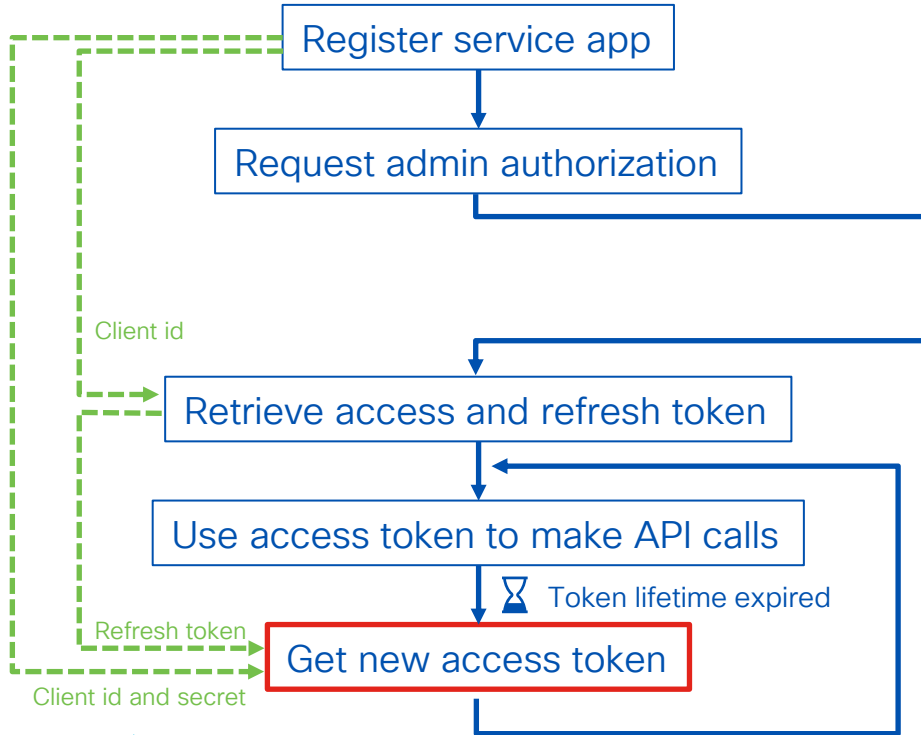 Register service app
Request admin authorization
Client id
Retrieve access and refresh token
Use access token to make API calls
Token lifetime expired
Refresh token
Get new access token
Client id and secret